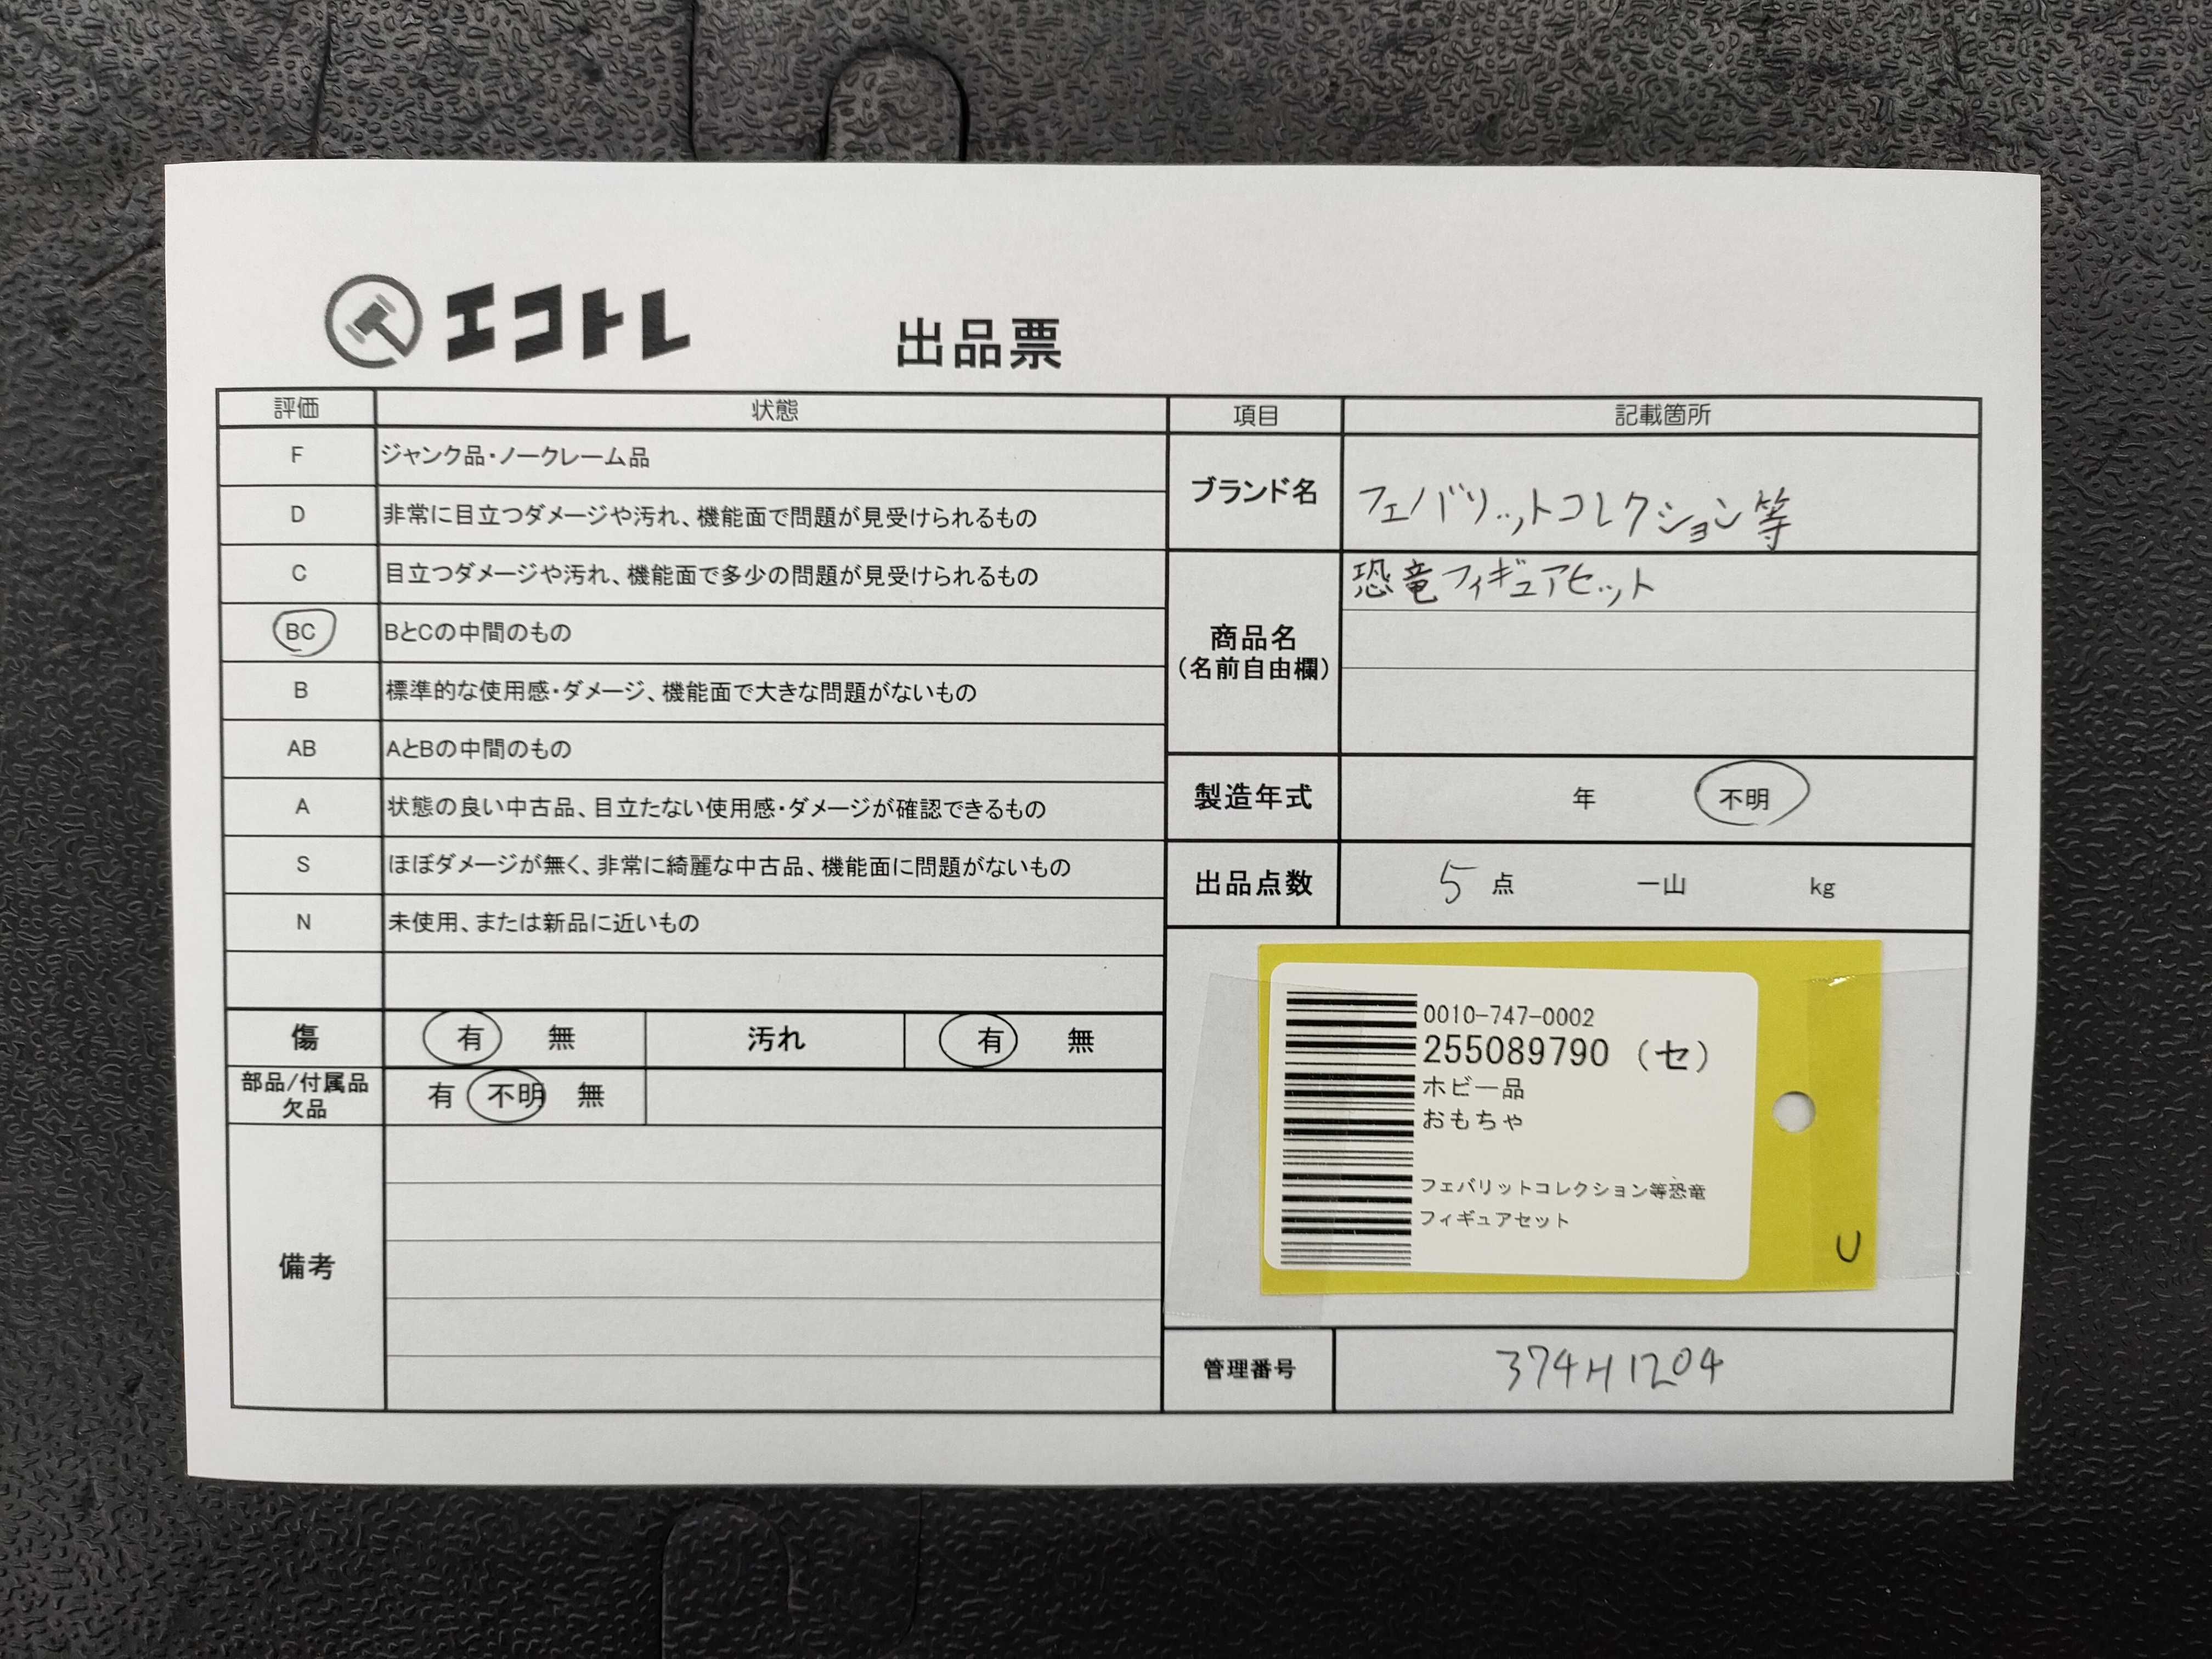 エコトレ
出品票
評価 状態
F ジャンク品・ノークレーム品
D 非常に目立つダメージや汚れ、機能面で問題が見受けられるもの
C 目立つダメージや汚れ、機能面で多少の問題が見受けられるもの
BC BとCの中間のもの
B 標準的な使用感・ダメージ、機能面で大きな問題がないもの
AB AとBの中間のもの
A 状態の良い中古品、目立たない使用感・ダメージが確認できるもの
S ほぼダメージが無く、非常に綺麗な中古品、機能面に問題がないもの
N 未使用、または新品に近いもの
傷 有 無 汚れ 有 無
部品/付属品
欠品 有 不明 無
備考
項目 記載箇所
ブランド名 フェバリットコレクション等
商品名
(名前自由欄)
恐竜フィギュアセット
製造年式 年 不明
出品点数 5 点 一山 kg
0010-747-0002
255089790 (セ)
ホビー品
おもちゃ
フェバリットコレクション等恐竜
フィギュアセット
U
管理番号 374H1204